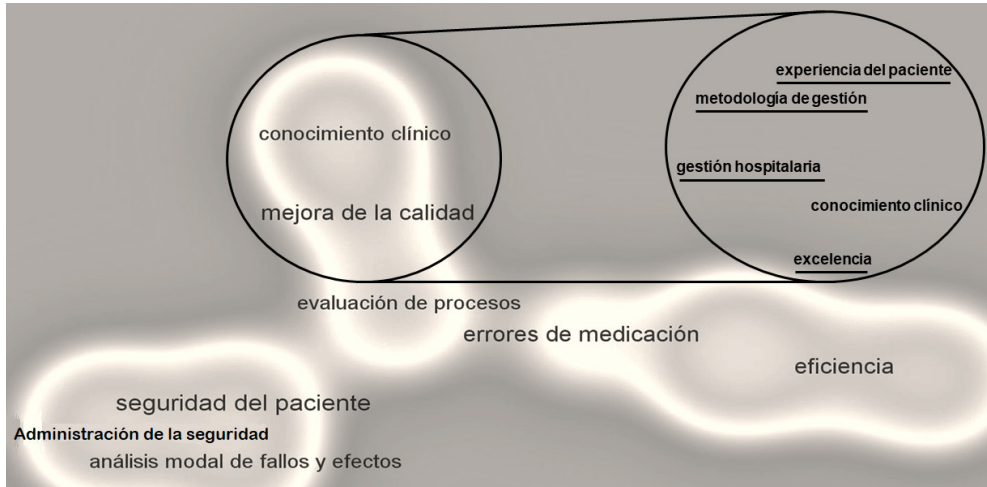 experiencia del paciente
metodología de gestión
conocimiento clínico
gestión hospitalaria
conocimiento clínico
mejora de la calidad
excelencia
evaluación de procesos
errores de medicación
eficiencia
seguridad del paciente
Administración de la seguridad
análisis modal de fallos y efectos